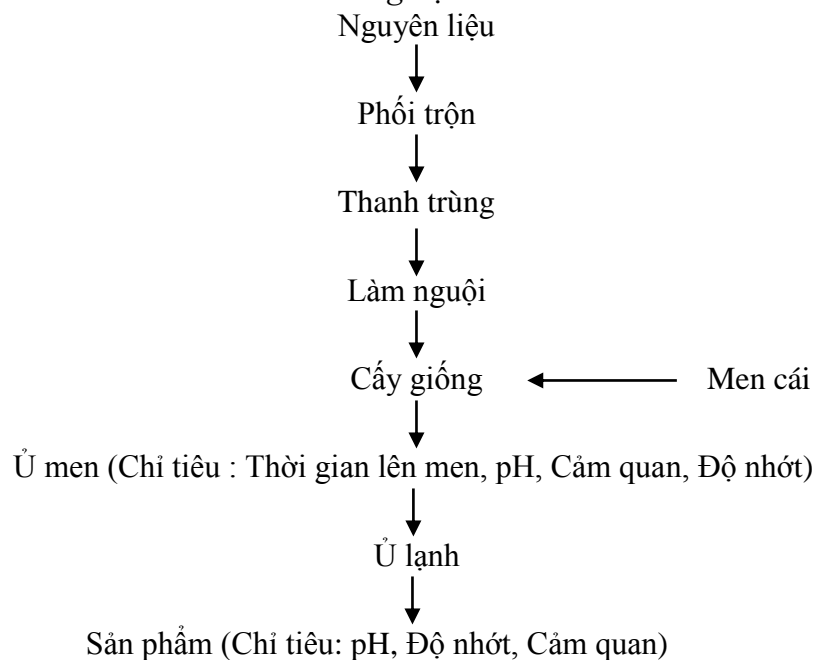 Nguyên liệu
Phối trộn
Thanh trùng
Làm nguội
Cấy giống
Men cái
Ủ men (Chỉ tiêu : Thời gian lên men, pH, Cảm quan, Độ nhớt)
Ủ lạnh
Sản phẩm (Chỉ tiêu: pH, Độ nhớt, Cảm quan)